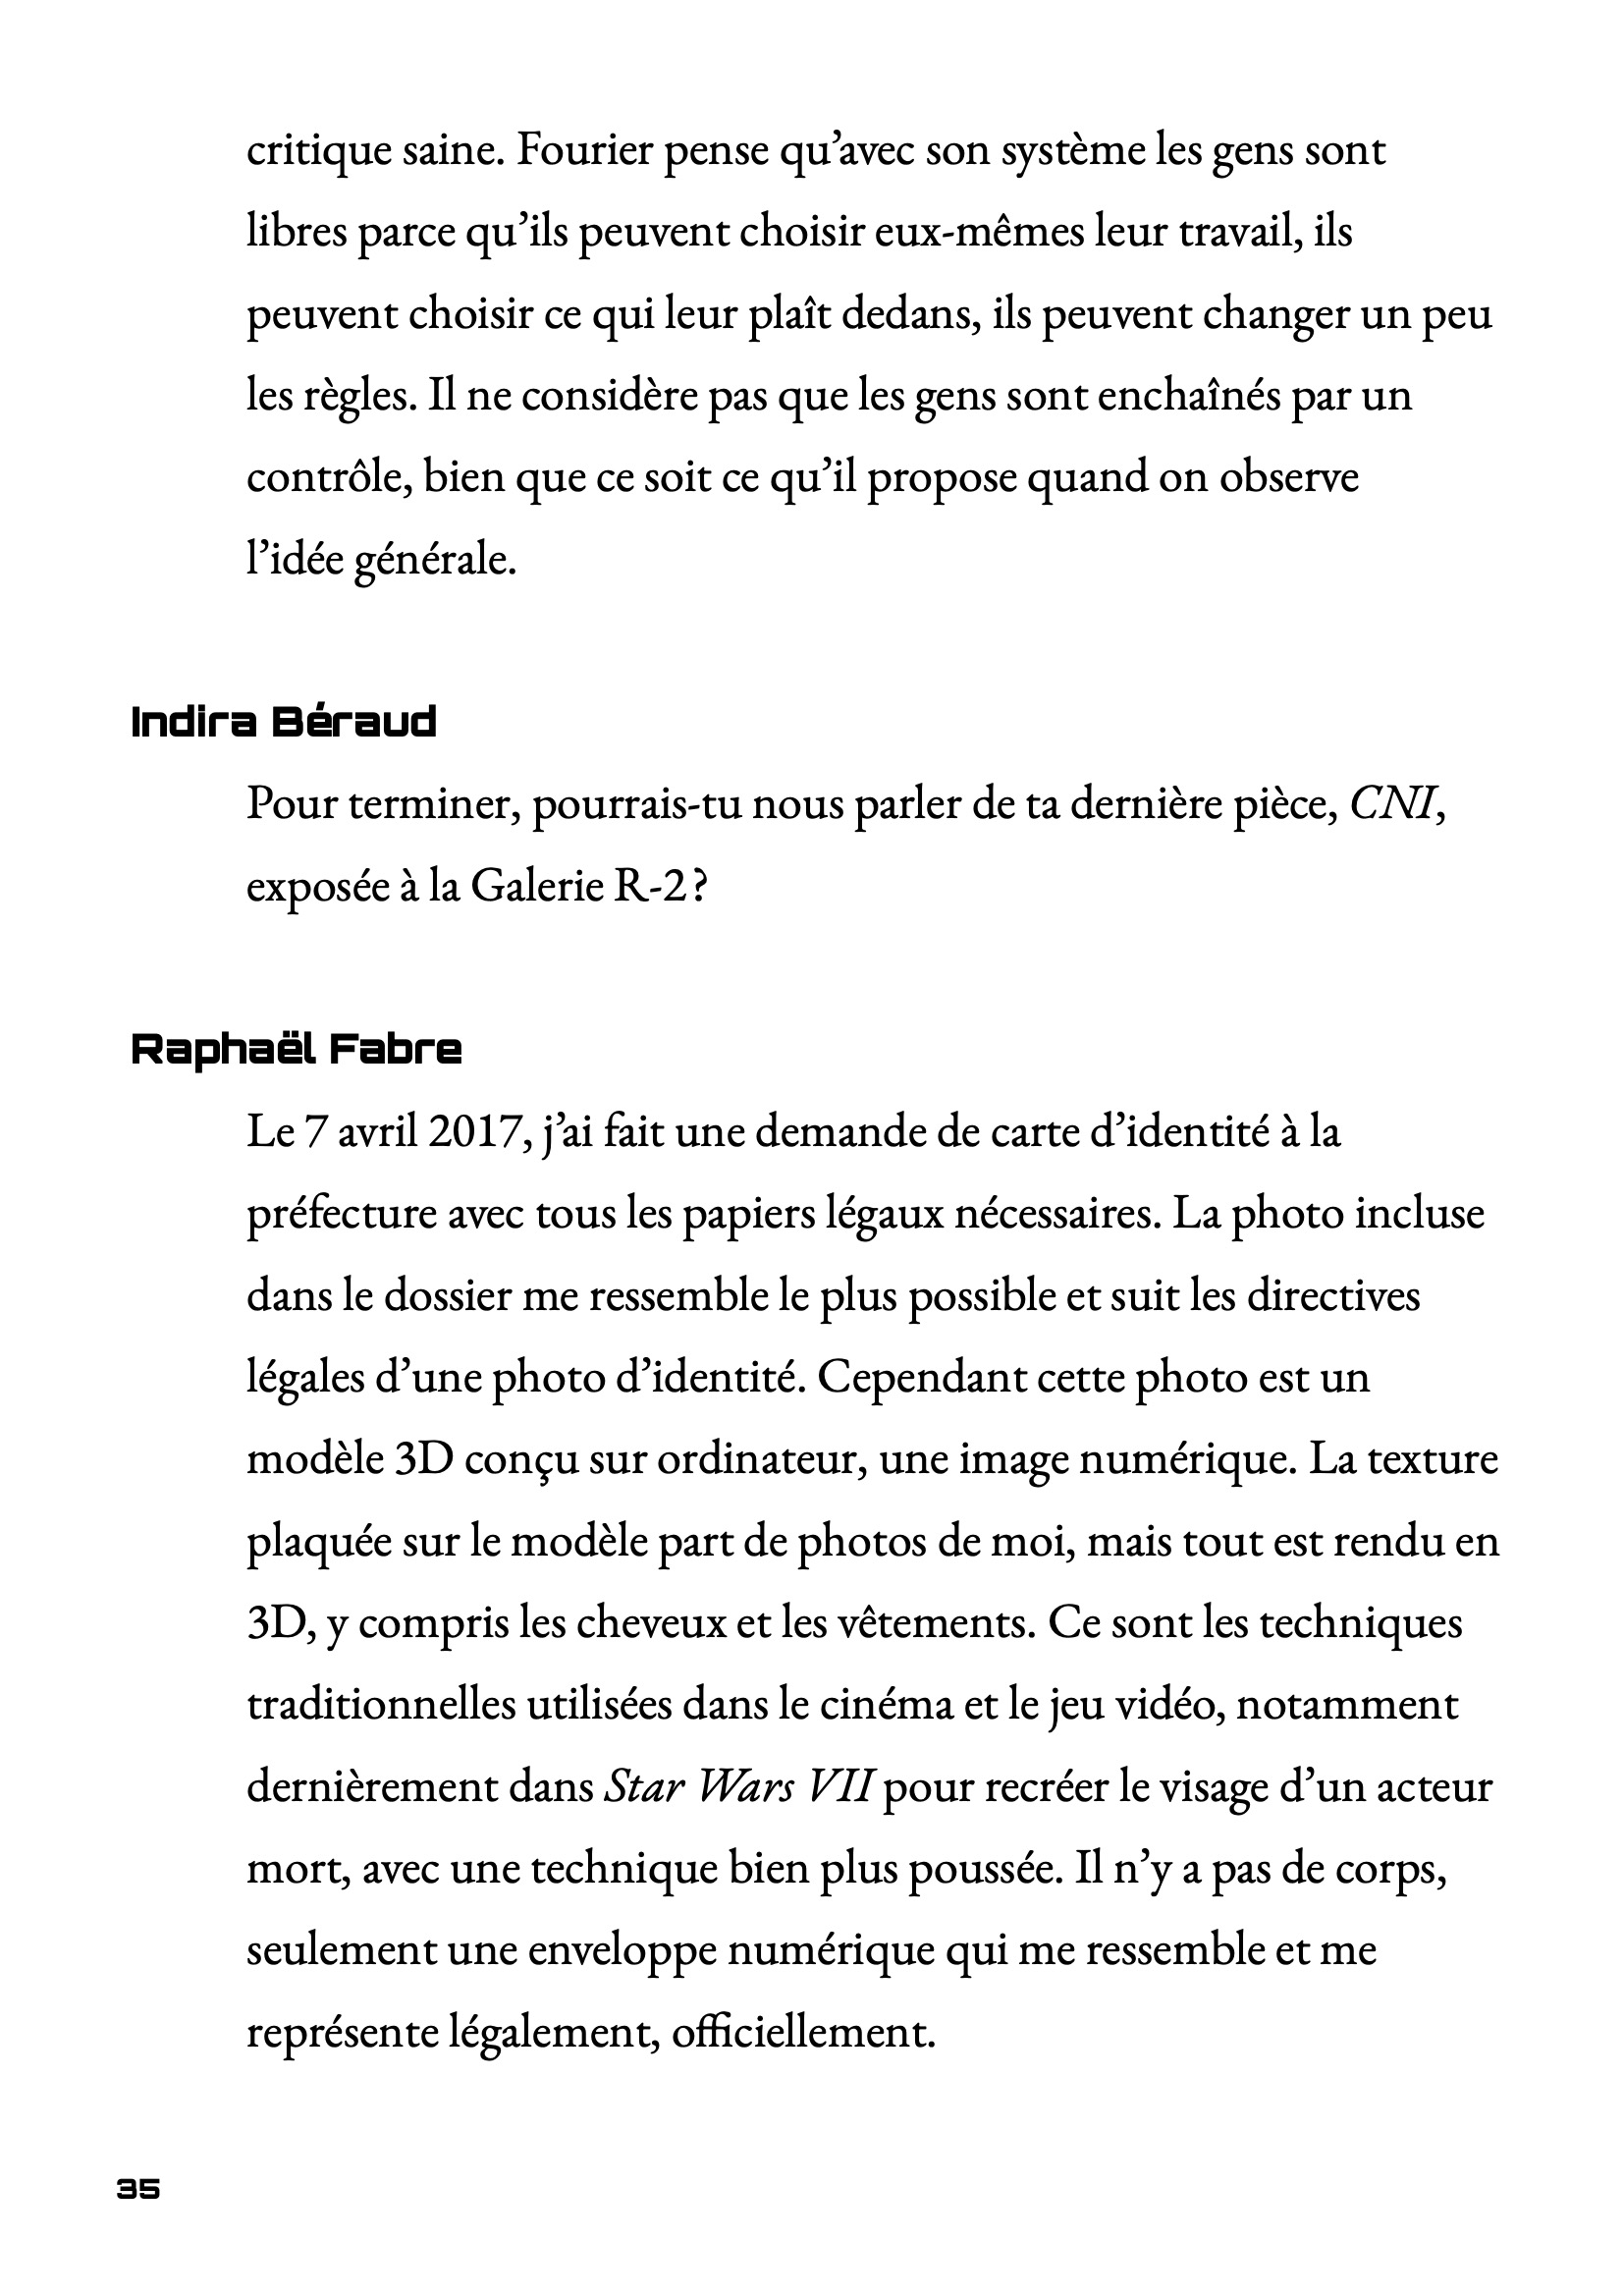 critique saine. Fourier pense qu’avec son système les gens sont
libres parce qu’ils peuvent choisir eux-mêmes leur travail, ils
peuvent choisir ce qui leur plaît dedans, ils peuvent changer un peu
les règles. Il ne considère pas que les gens sont enchaînés par un
contrôle, bien que ce soit ce qu’il propose quand on observe
l’idée générale.
Indira Béraud
Pour terminer, pourrais-tu nous parler de ta dernière pièce, CNI,
exposée à la Galerie R-2 ?
Raphaël Fabre
Le 7 avril 2017, j’ai fait une demande de carte d’identité à la
préfecture avec tous les papiers légaux nécessaires. La photo incluse
dans le dossier me ressemble le plus possible et suit les directives
légales d’une photo d’identité. Cependant cette photo est un
modèle 3D conçu sur ordinateur, une image numérique. La texture
plaquée sur le modèle part de photos de moi, mais tout est rendu en
3D, y compris les cheveux et les vêtements. Ce sont les techniques
traditionnelles utilisées dans le cinéma et le jeu vidéo, notamment
dernièrement dans Star Wars VII pour recréer le visage d’un acteur
mort, avec une technique bien plus poussée. Il n’y a pas de corps,
seulement une enveloppe numérique qui me ressemble et me
représente légalement, officiellement.
35